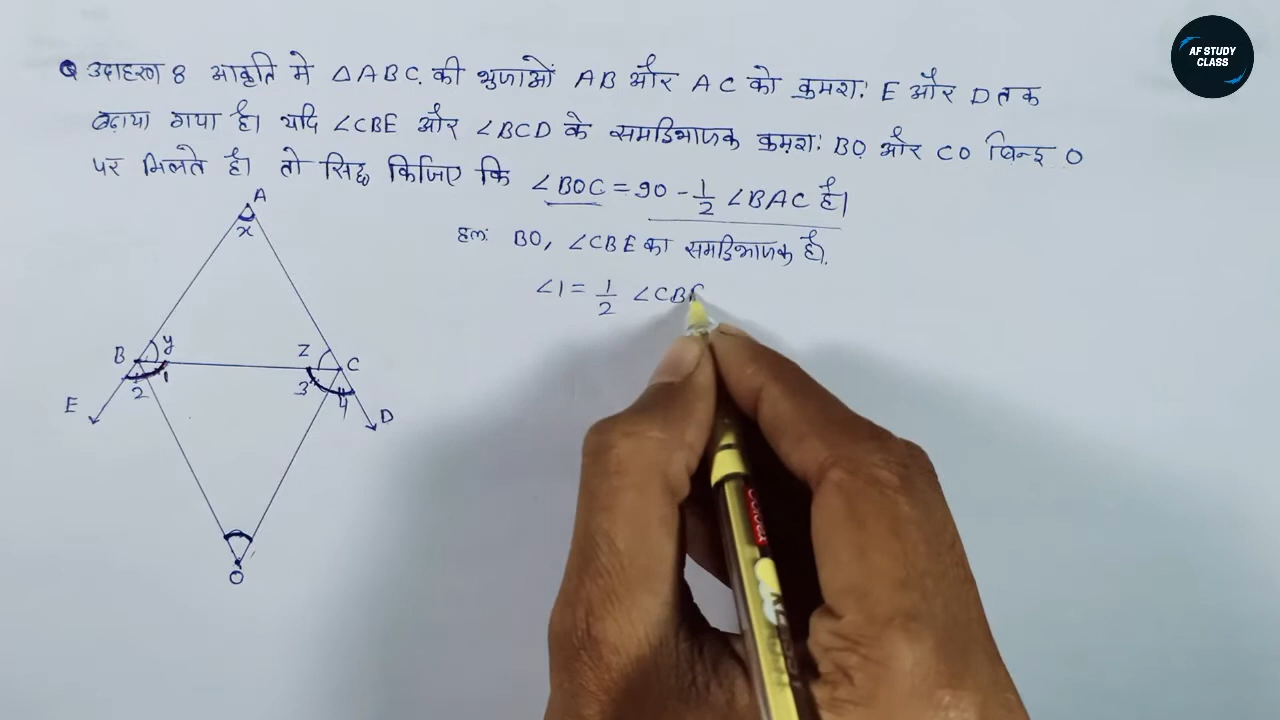 AF STUDY
CLASS
Q उदाहरण 8 आकृति मे △ABC की भुजाओं AB और AC को क्रमश: E और D तक
बढ़ाया गया है। यदि ∠CBE और ∠BCD के समद्विभाजक क्रमश: BO और CO बिन्दु O
पर मिलते है। तो सिद्ध किजिए कि ∠BOC = 90 - 1/2 ∠BAC है।
हल: BO, ∠CBE का समद्विभाजक है।
∠1 = 1/2 ∠CB
A
x
B y z C
1 2 3 4
E D
O